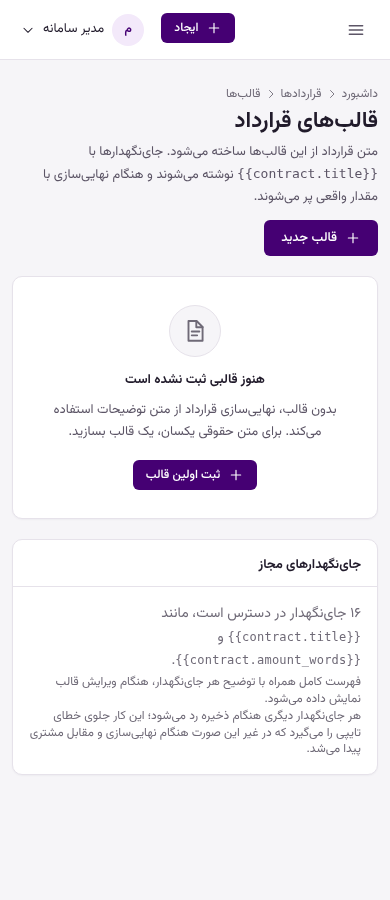 ایجاد
م
مدیر سامانه
داشبورد
قراردادها
قالب‌ها
قالب‌های قرارداد
متن قرارداد از این قالب‌ها ساخته می‌شود. جای‌نگهدارها با
{{contract.title}} نوشته می‌شوند و هنگام نهایی‌سازی با
مقدار واقعی پر می‌شوند.
قالب جدید
هنوز قالبی ثبت نشده است
بدون قالب، نهایی‌سازی قرارداد از متن توضیحات استفاده
می‌کند. برای متن حقوقی یکسان، یک قالب بسازید.
ثبت اولین قالب
جای‌نگهدارهای مجاز
۱۶ جای‌نگهدار در دسترس است، مانند
{{contract.title}} و
{{contract.amount_words}}.
فهرست کامل همراه با توضیح هر جای‌نگهدار، هنگام ویرایش قالب
نمایش داده می‌شود.
هر جای‌نگهدار دیگری هنگام ذخیره رد می‌شود؛ این کار جلوی خطای
تایپی را می‌گیرد که در غیر این صورت هنگام نهایی‌سازی و مقابل مشتری
پیدا می‌شد.